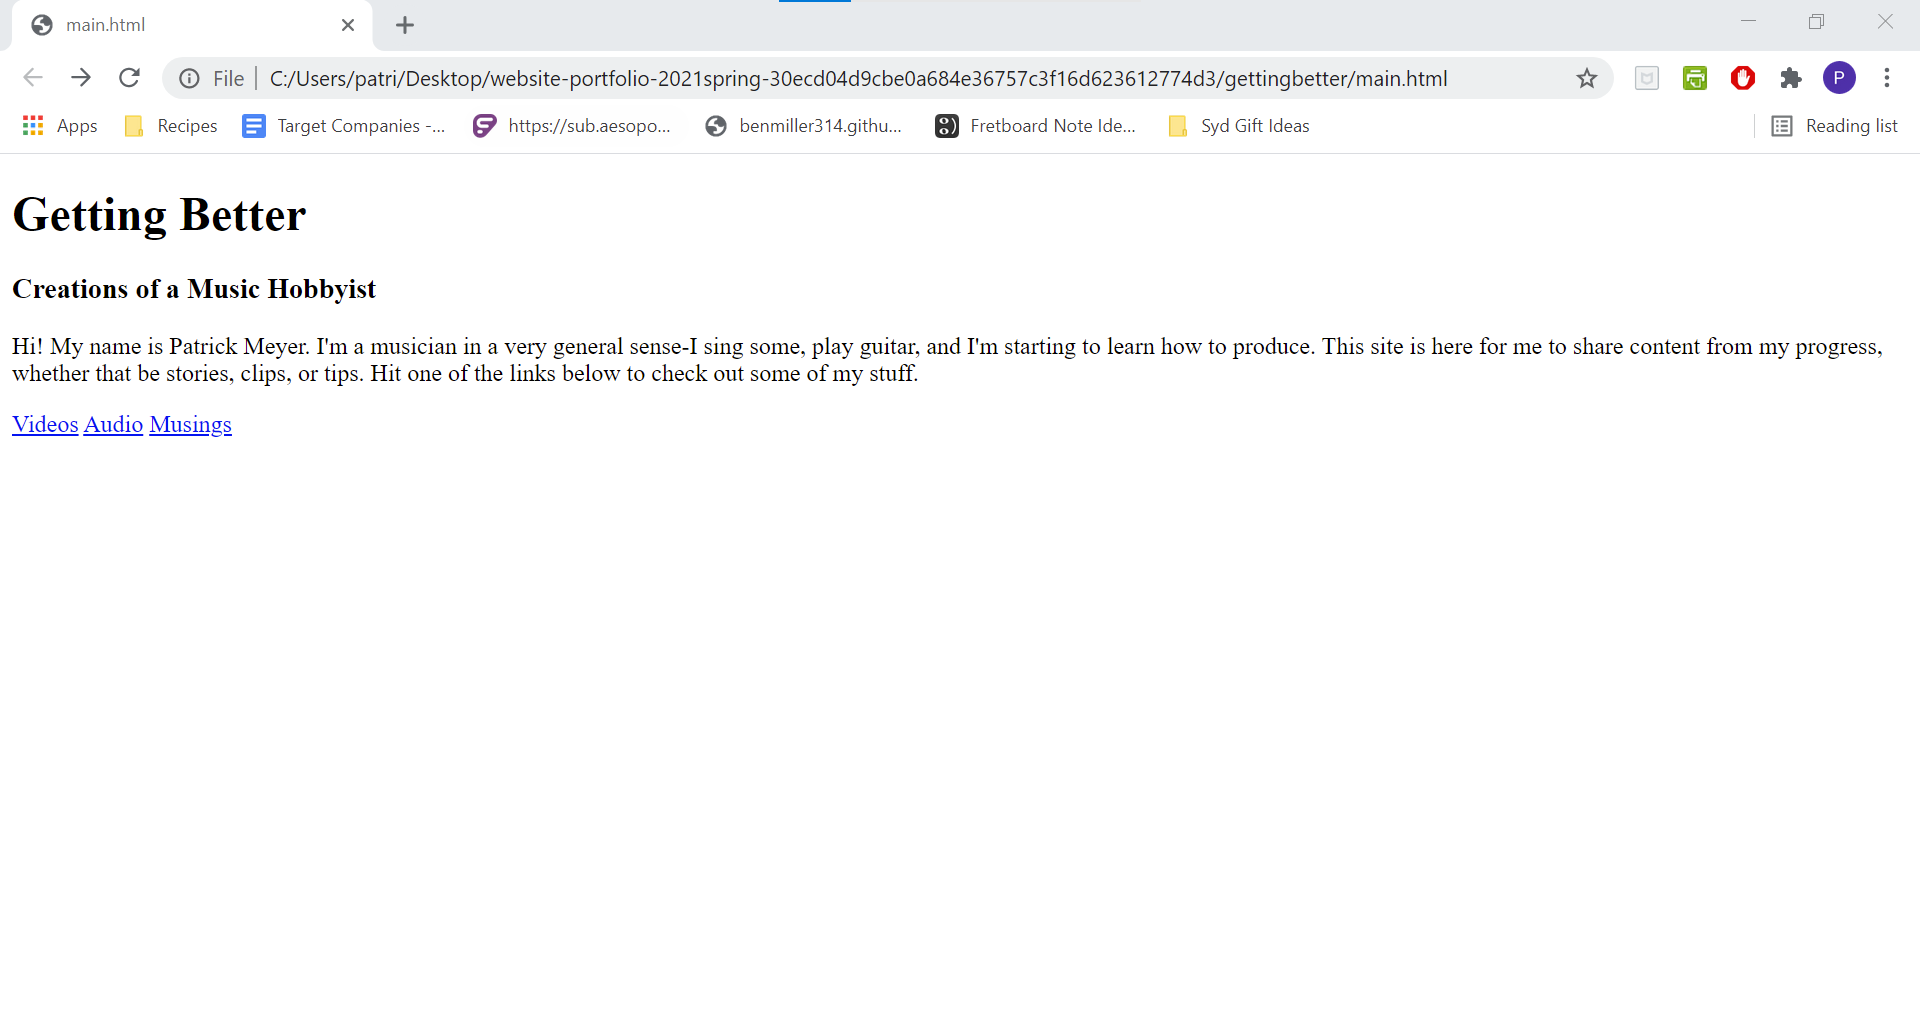 main.html
File
C:/Users/patri/Desktop/website-portfolio-2021spring-30ecd04d9cbe0a684e36757c3f16d623612774d3/gettingbetter/main.html
P
Apps
Recipes
Target Companies -...
https://sub.aesopo...
benmiller314.githu...
Fretboard Note Ide...
Syd Gift Ideas
Reading list
Getting Better
Creations of a Music Hobbyist
Hi! My name is Patrick Meyer. I'm a musician in a very general sense-I sing some, play guitar, and I'm starting to learn how to produce. This site is here for me to share content from my progress,
whether that be stories, clips, or tips. Hit one of the links below to check out some of my stuff.
Videos Audio Musings